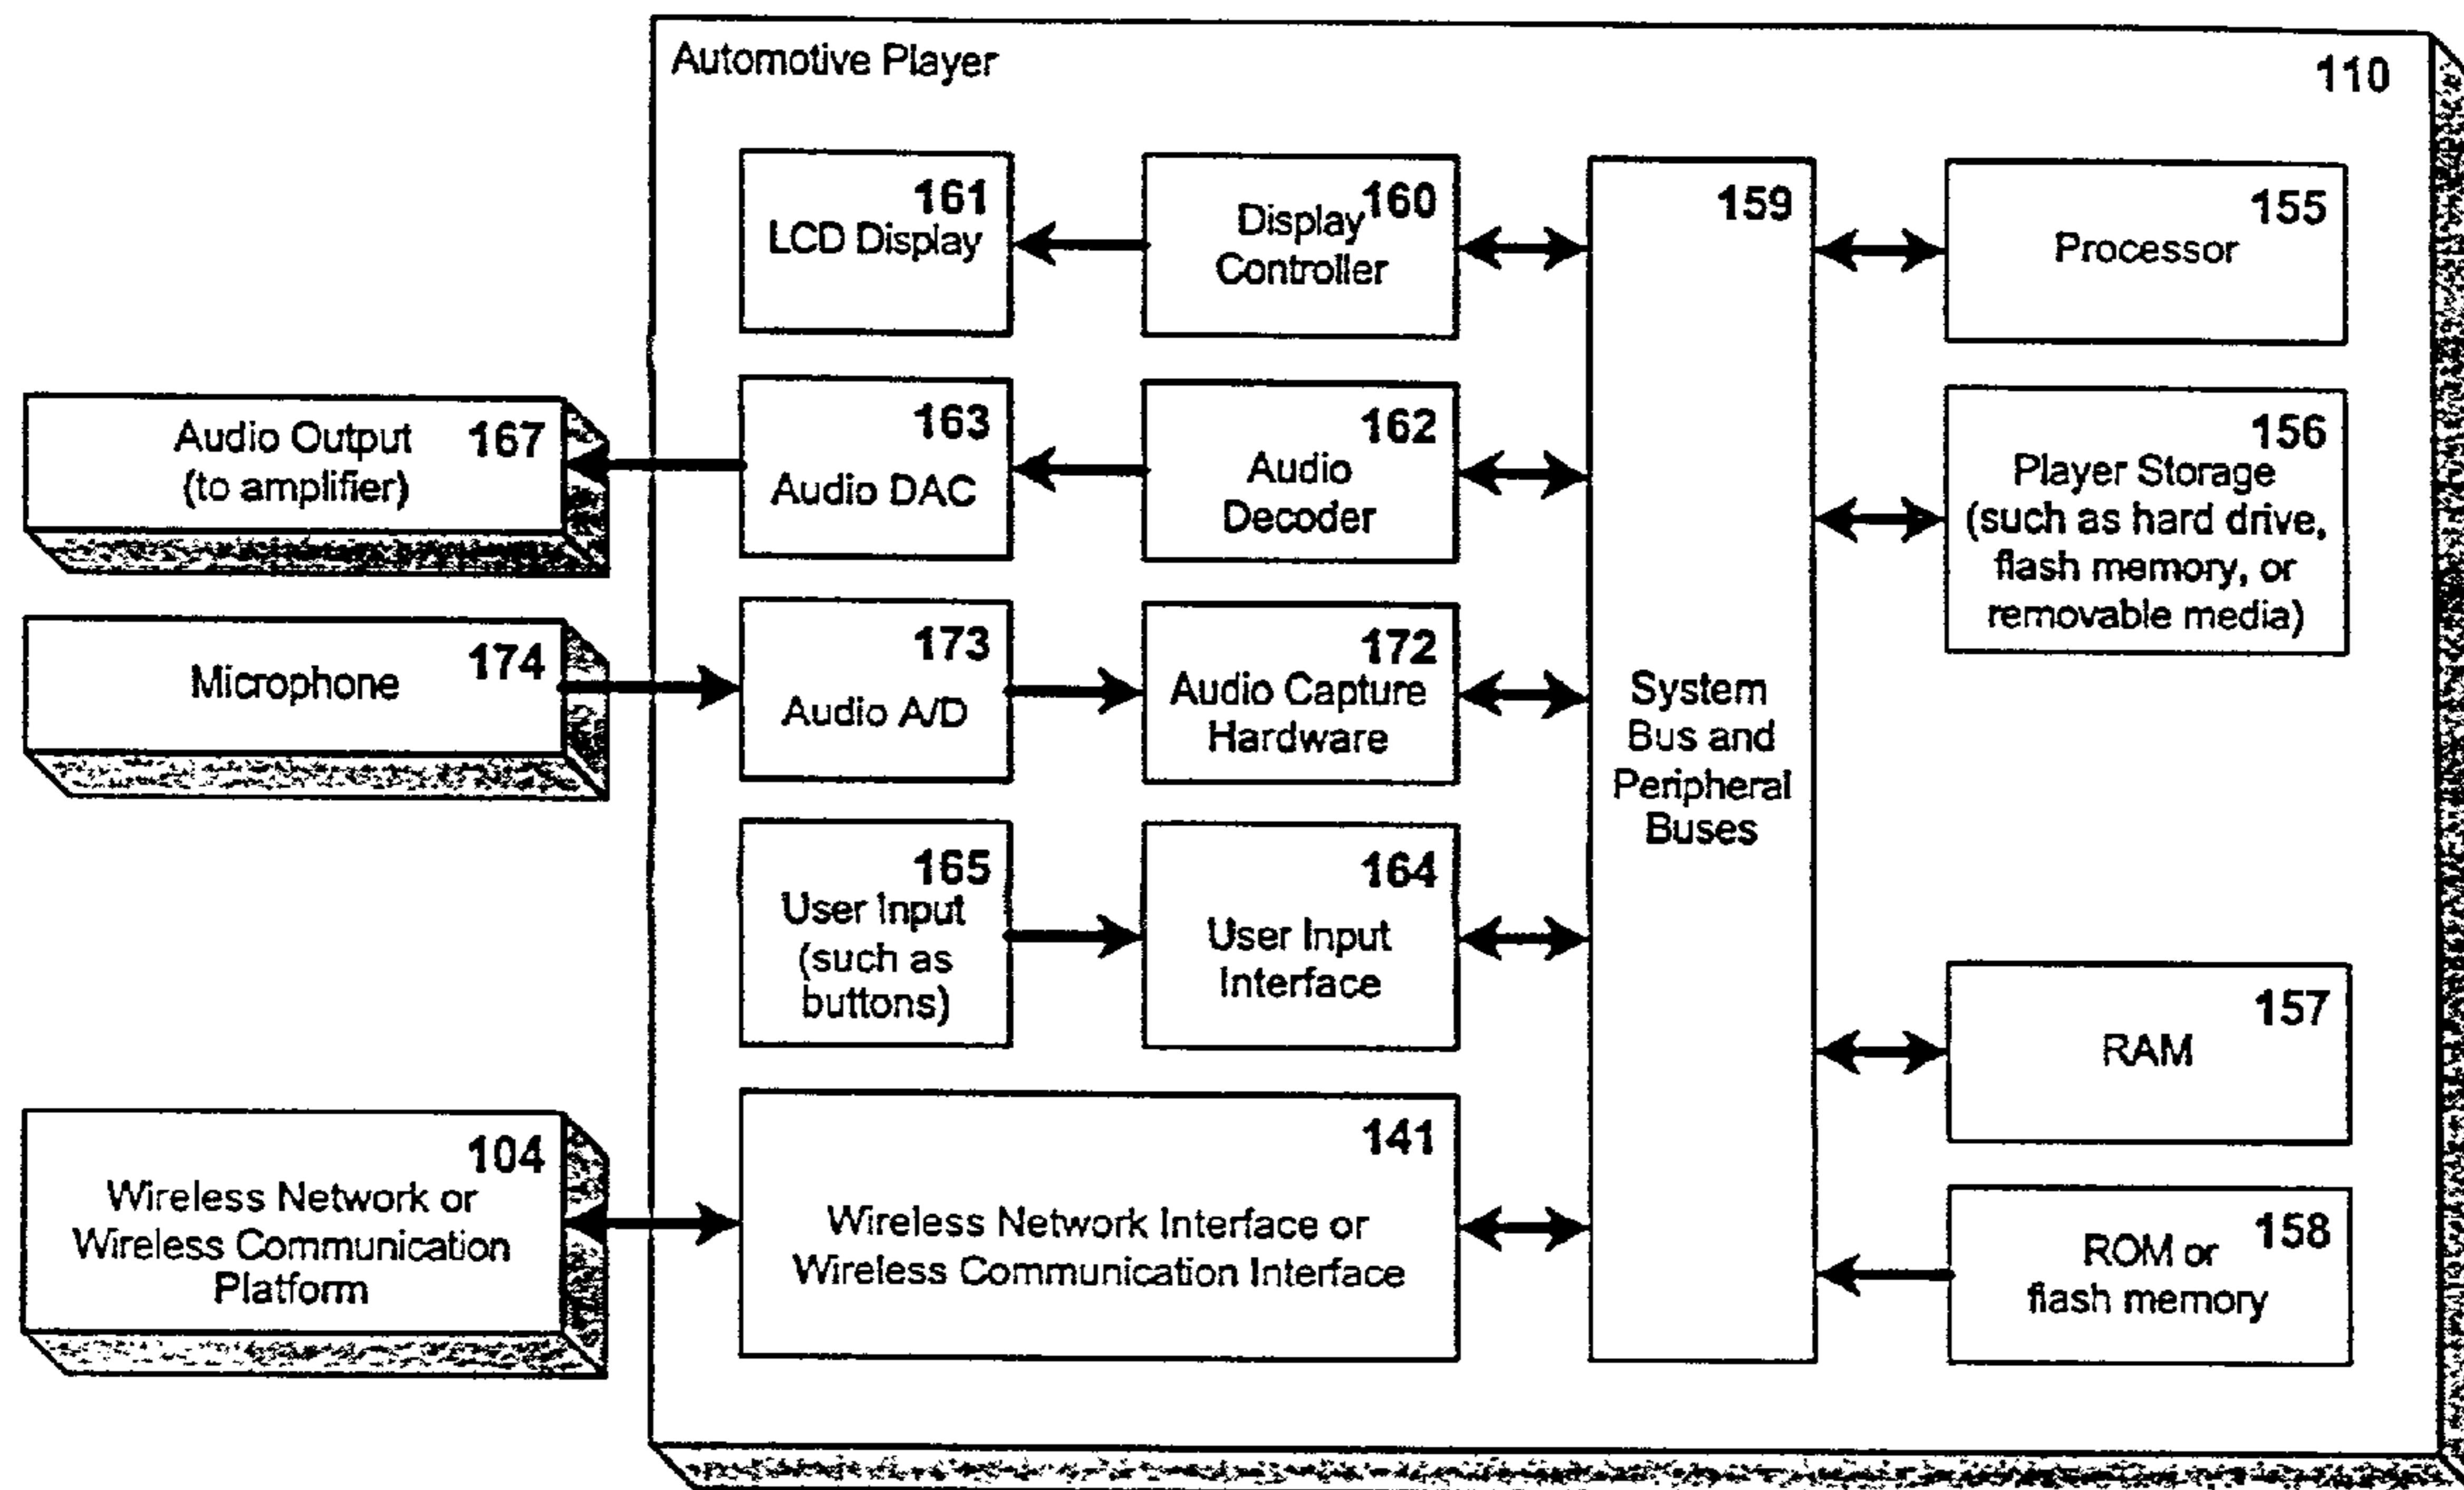 Automotive Player
110
161
LCD Display
160
Display
Controller
159
System
Bus and
Peripheral
Buses
155
Processor
167
Audio Output
(to amplifier)
163
Audio DAC
162
Audio
Decoder
156
Player Storage
(such as hard drive,
flash memory, or
removable media)
174
Microphone
173
Audio A/D
172
Audio Capture
Hardware
165
User Input
(such as
buttons)
164
User Input
Interface
157
RAM
104
Wireless Network or
Wireless Communication
Platform
141
Wireless Network Interface or
Wireless Communication Interface
158
ROM or
flash memory